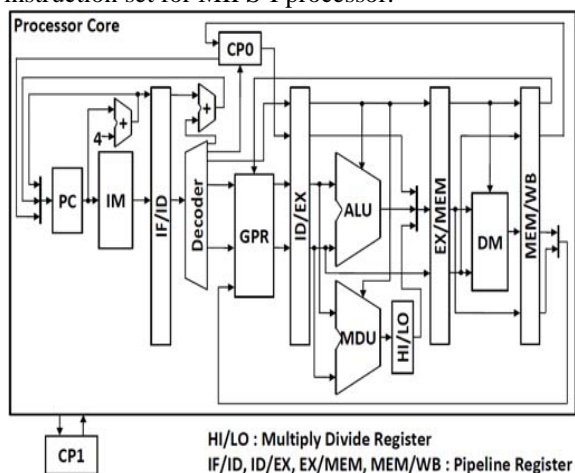 instruction set for MIPS I processor.
Processor Core
CP0
+
+
4
PC
IM
IF/ID
Decoder
GPR
ID/EX
ALU
MDU
HI/LO
EX/MEM
DM
MEM/WB
CP1
HI/LO : Multiply Divide Register
IF/ID, ID/EX, EX/MEM, MEM/WB : Pipeline Register